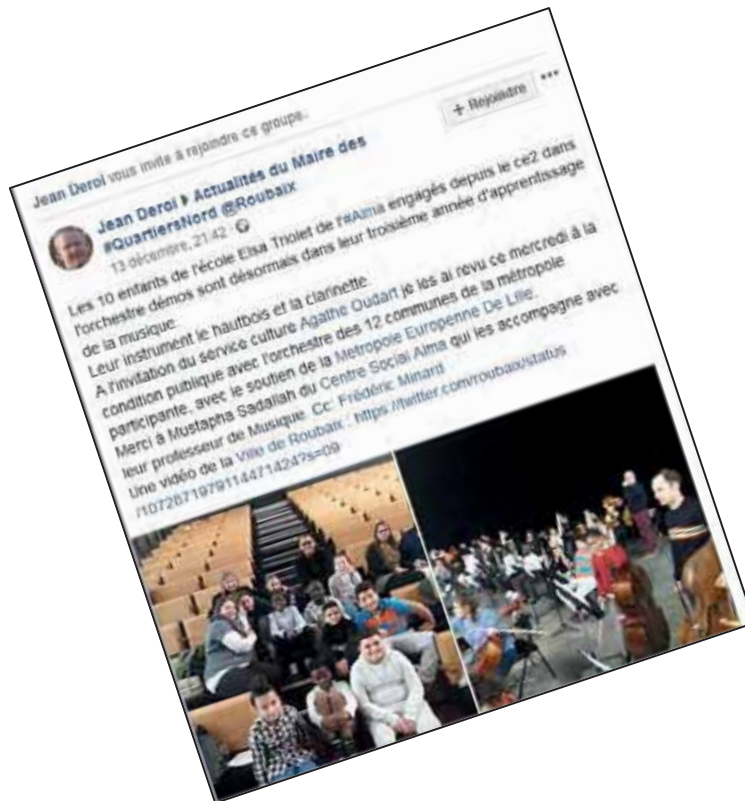 Jean Deroi vous invite à rejoindre ce groupe.
+ Rejoindre
Jean Deroi ▸ Actualités du Maire des
#QuartiersNord @Roubaix
13 décembre, 21:42
Les 10 enfants de l'école Elsa Triolet de l'#Alma engagés depuis le ce2 dans
l'orchestre démos sont désormais dans leur troisième année d'apprentissage
de la musique.
Leur instrument le hautbois et la clarinette.
A l'invitation du service culture Agathe Oudart je les ai revu ce mercredi à la
condition publique avec l'orchestre des 12 communes de la métropole
participante, avec le soutien de la Metropole Europenne De Lille.
Merci à Mustapha Sadallah du Centre Social Alma qui les accompagne avec
leur professeur de Musique. Cc: Frédéric Minard
Une vidéo de la Ville de Roubaix : https://twitter.com/roubaix/status
/1072671979114471424?s=09